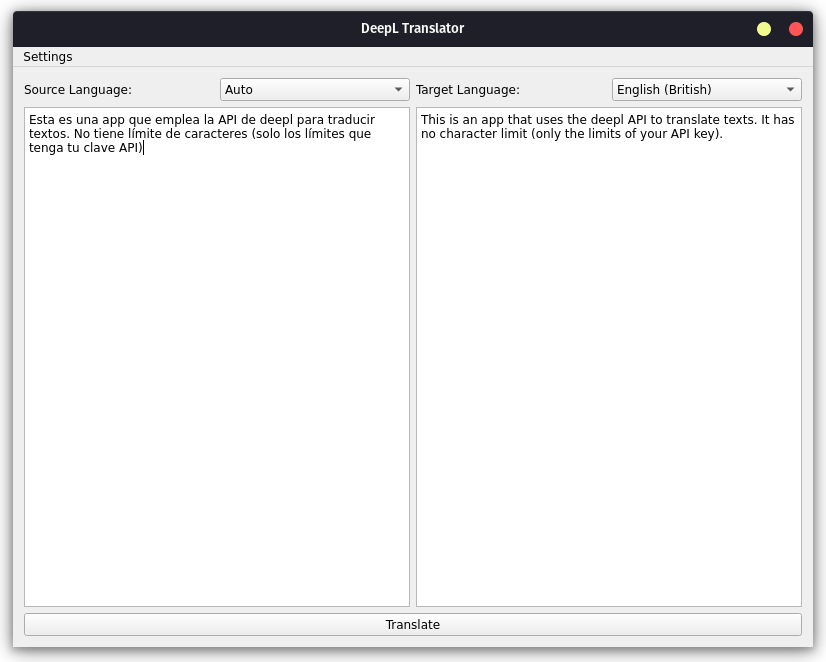 DeepL Translator
Settings
Source Language:
Auto
Target Language:
English (British)
Esta es una app que emplea la API de deepl para traducir
textos. No tiene límite de caracteres (solo los límites que
tenga tu clave API)
This is an app that uses the deepl API to translate texts. It has
no character limit (only the limits of your API key).
Translate